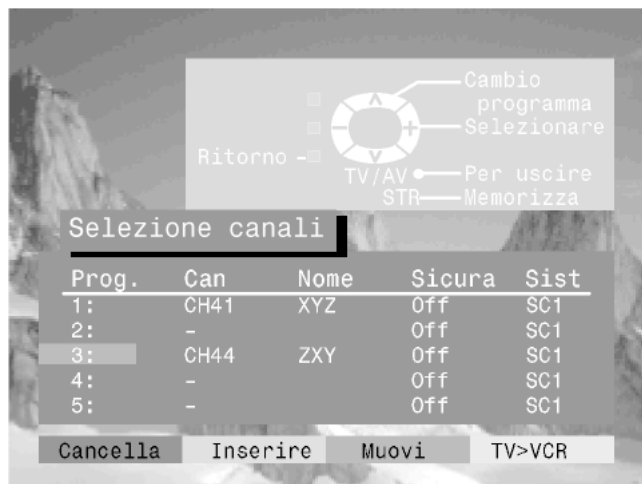 Cambio
programma
Selezionare
Ritorno
TV/AV Per uscire
STR Memorizza
Selezione canali
Prog. Can Nome Sicura Sist
1: CH41 XYZ Off SC1
2: - Off SC1
3: CH44 ZXY Off SC1
4: - Off SC1
5: - Off SC1
Cancella Inserire Muovi TV>VCR